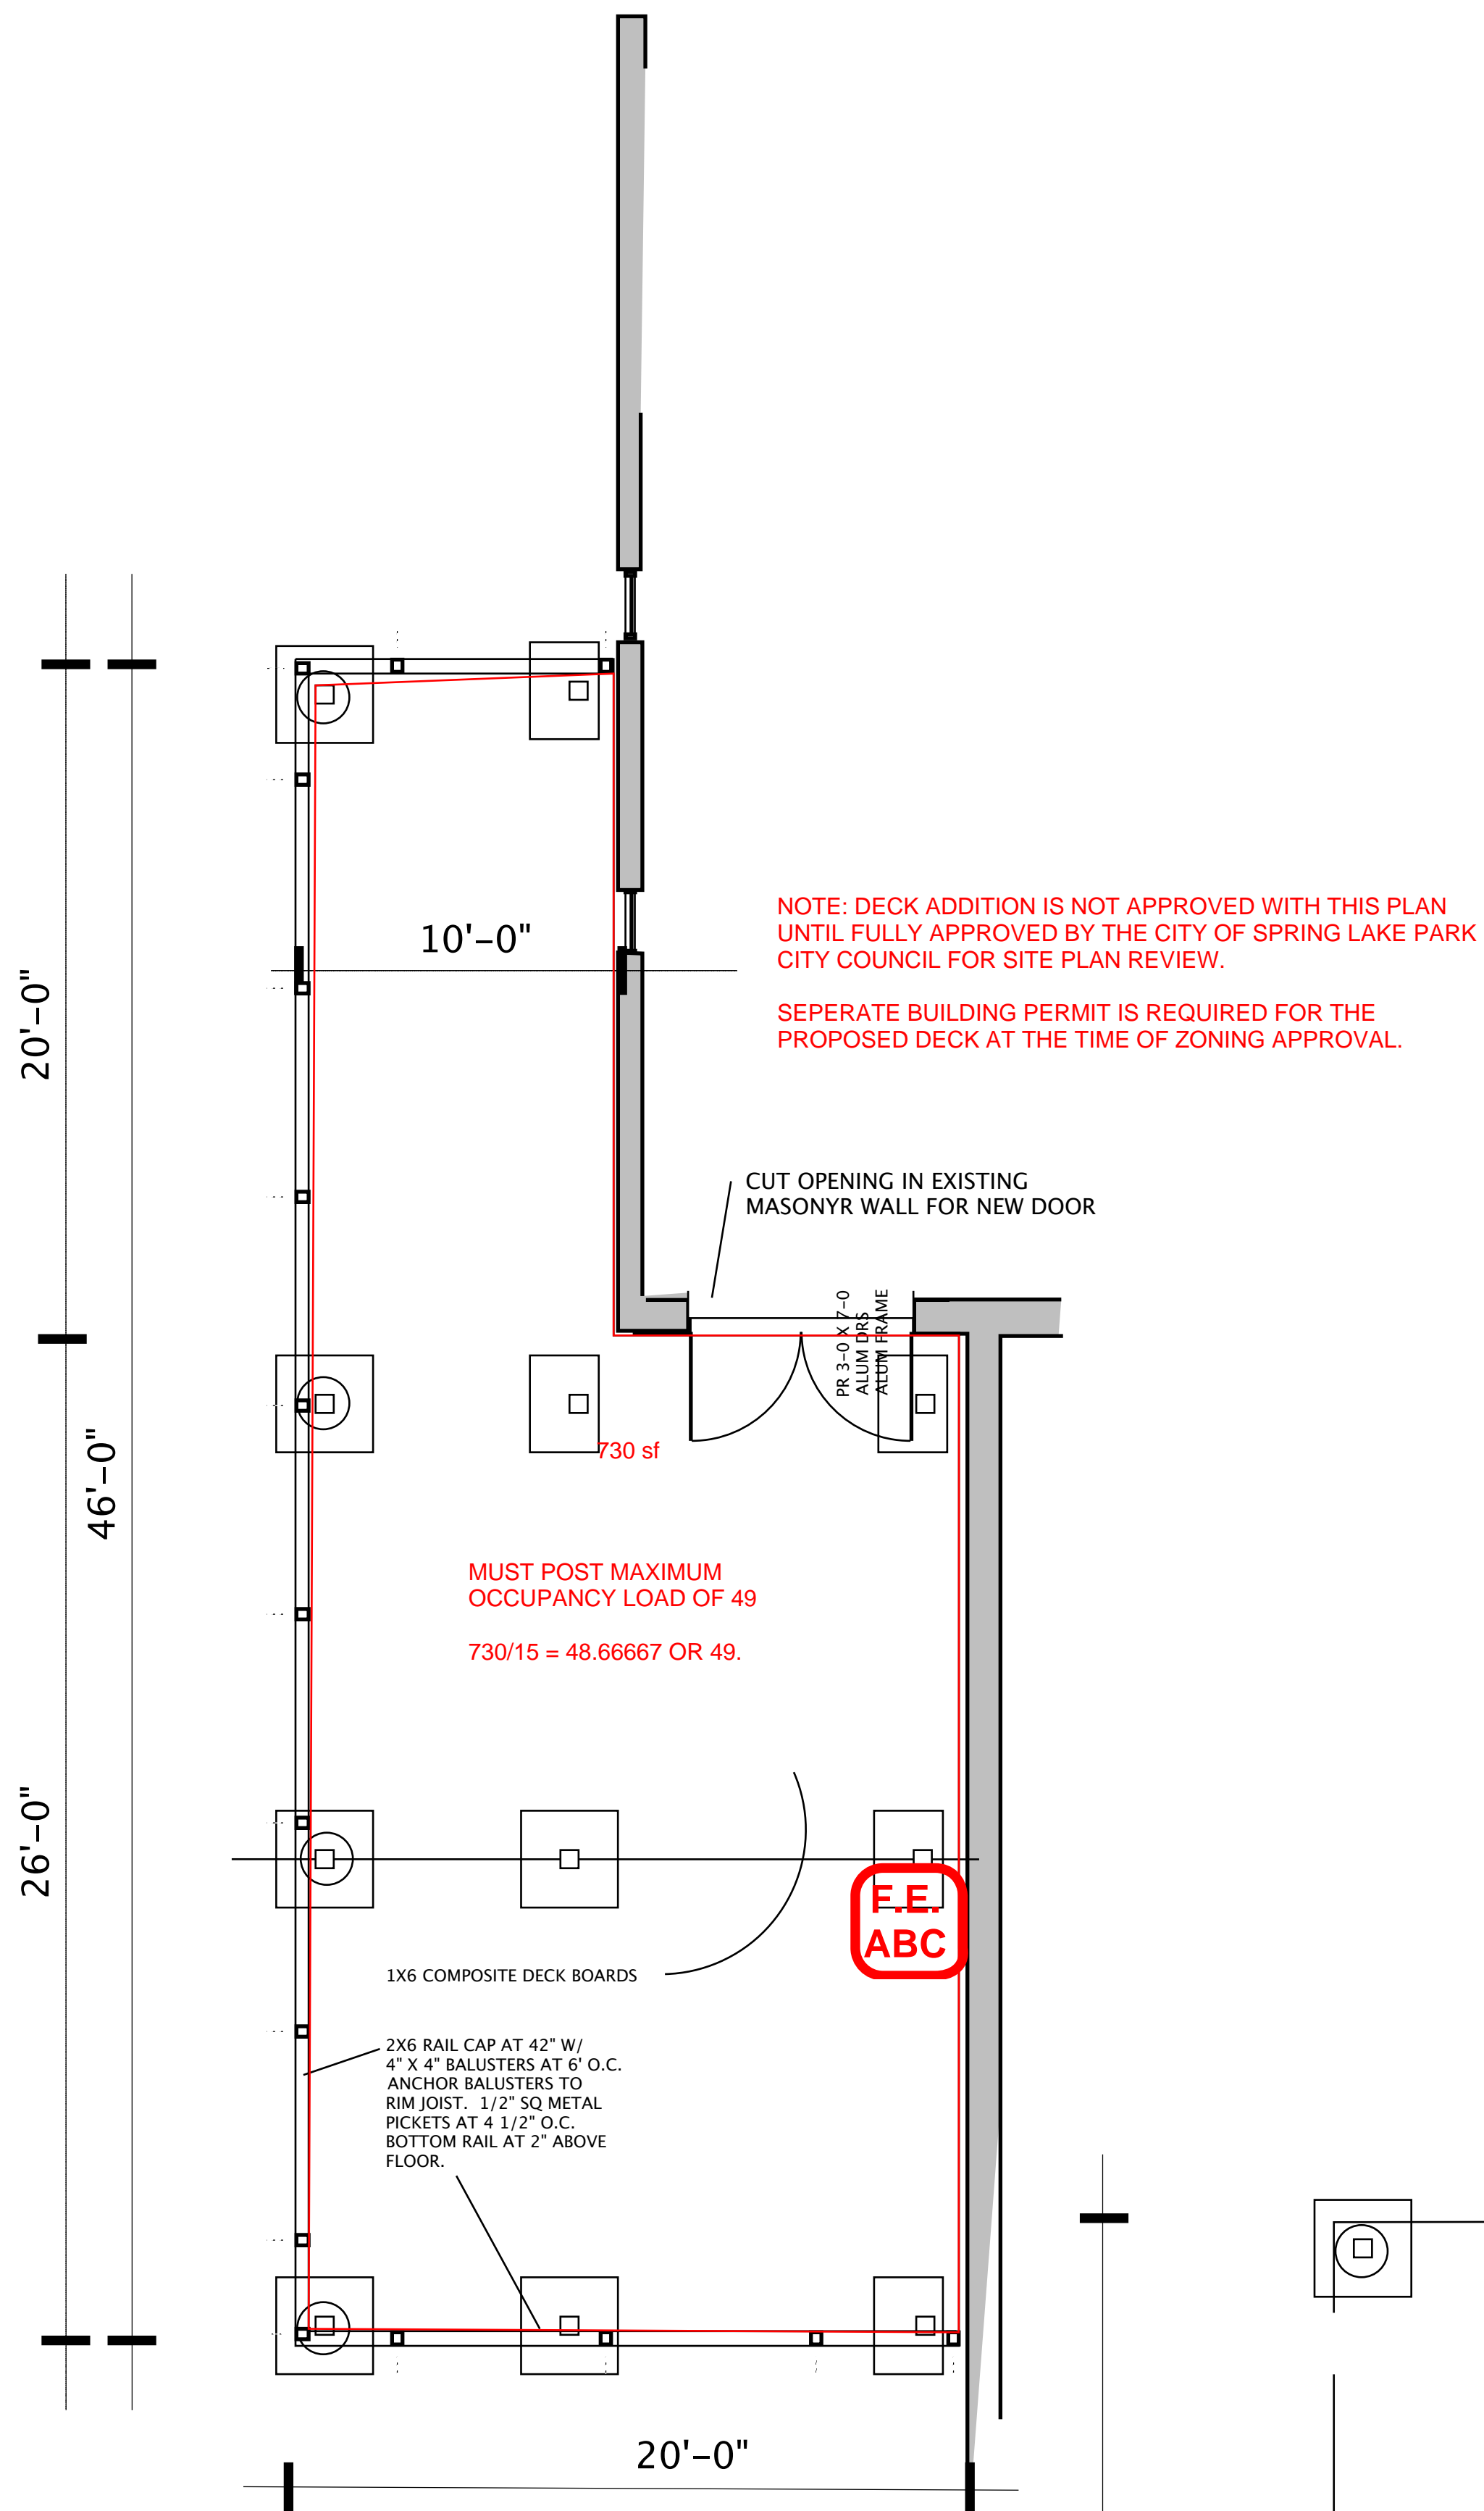 10'-0"
NOTE: DECK ADDITION IS NOT APPROVED WITH THIS PLAN
UNTIL FULLY APPROVED BY THE CITY OF SPRING LAKE PARK
CITY COUNCIL FOR SITE PLAN REVIEW.
SEPERATE BUILDING PERMIT IS REQUIRED FOR THE
PROPOSED DECK AT THE TIME OF ZONING APPROVAL.
20'-0"
CUT OPENING IN EXISTING
MASONYR WALL FOR NEW DOOR
PR 3-0 X 7-0
ALUM DRS
ALUM FRAME
46'-0"
730 sf
MUST POST MAXIMUM
OCCUPANCY LOAD OF 49
730/15 = 48.66667 OR 49.
26'-0"
F.E.
ABC
1X6 COMPOSITE DECK BOARDS
2X6 RAIL CAP AT 42" W/
4" X 4" BALUSTERS AT 6' O.C.
ANCHOR BALUSTERS TO
RIM JOIST.  1/2" SQ METAL
PICKETS AT 4 1/2" O.C.
BOTTOM RAIL AT 2" ABOVE
FLOOR.
20'-0"